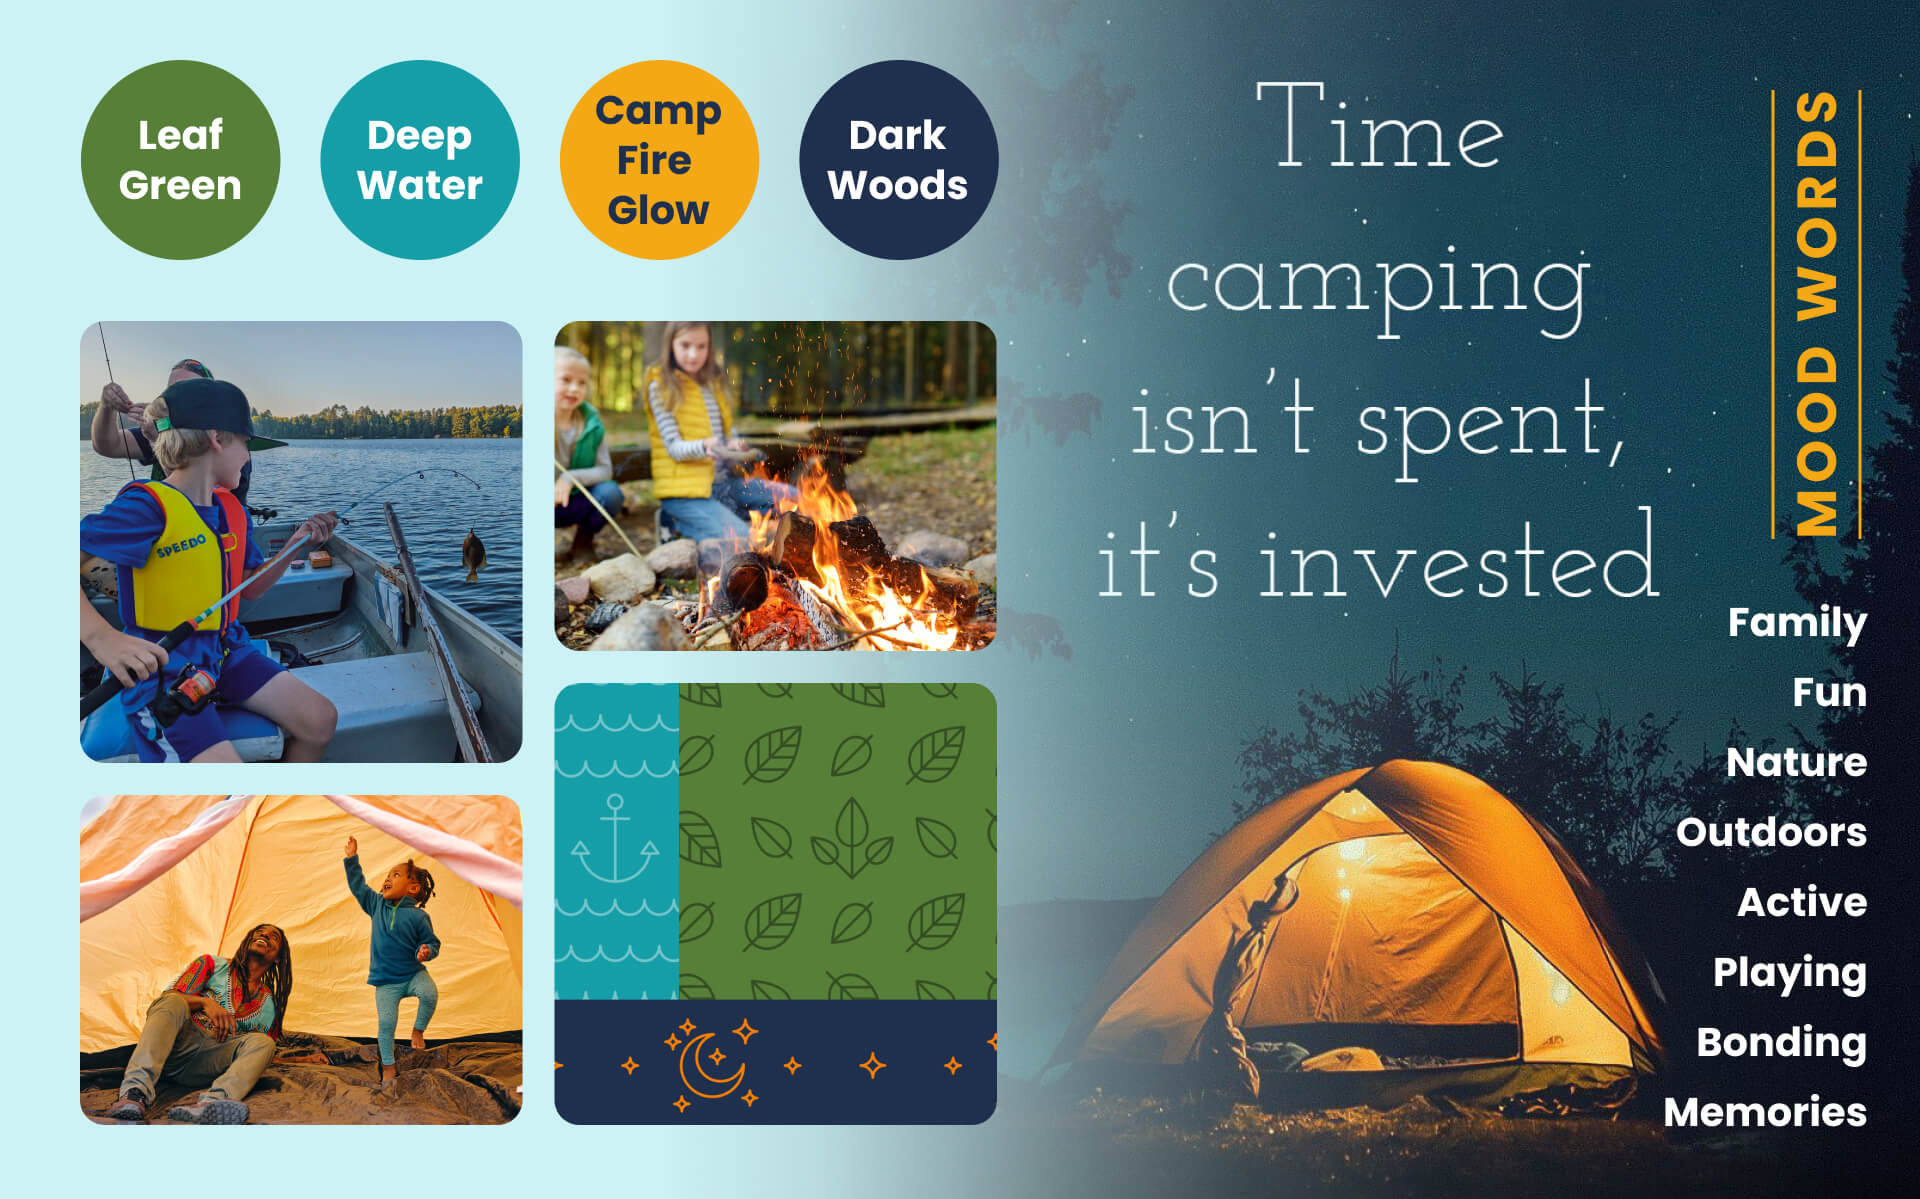 Leaf
Green
Deep
Water
Camp
Fire
Glow
Dark
Woods
Time
camping
isn't spent,
it's invested
MOOD WORDS
SPEEDO
Family
Fun
Nature
Outdoors
Active
Playing
Bonding
Memories